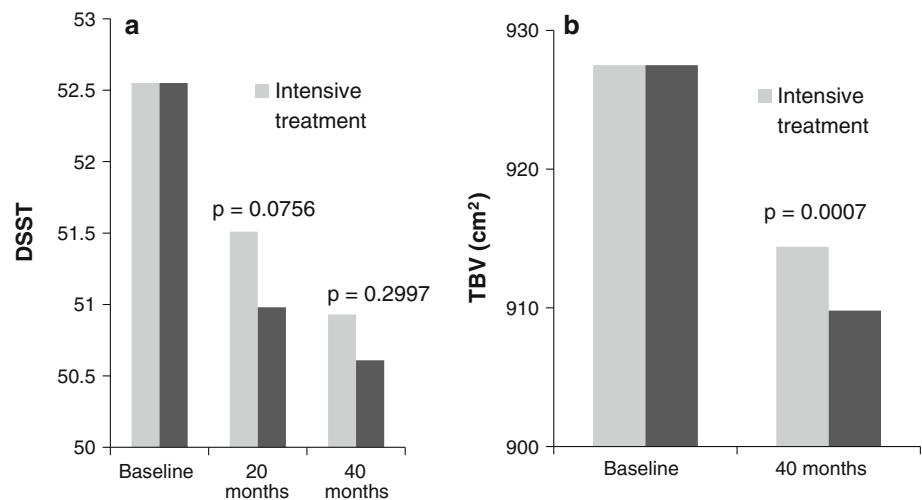 a
53
52.5
52
51.5
51
50.5
50
DSST
Intensive
treatment
p = 0.0756
p = 0.2997
Baseline
20
months
40
months
b
930
920
910
900
TBV (cm²)
Intensive
treatment
p = 0.0007
Baseline
40 months